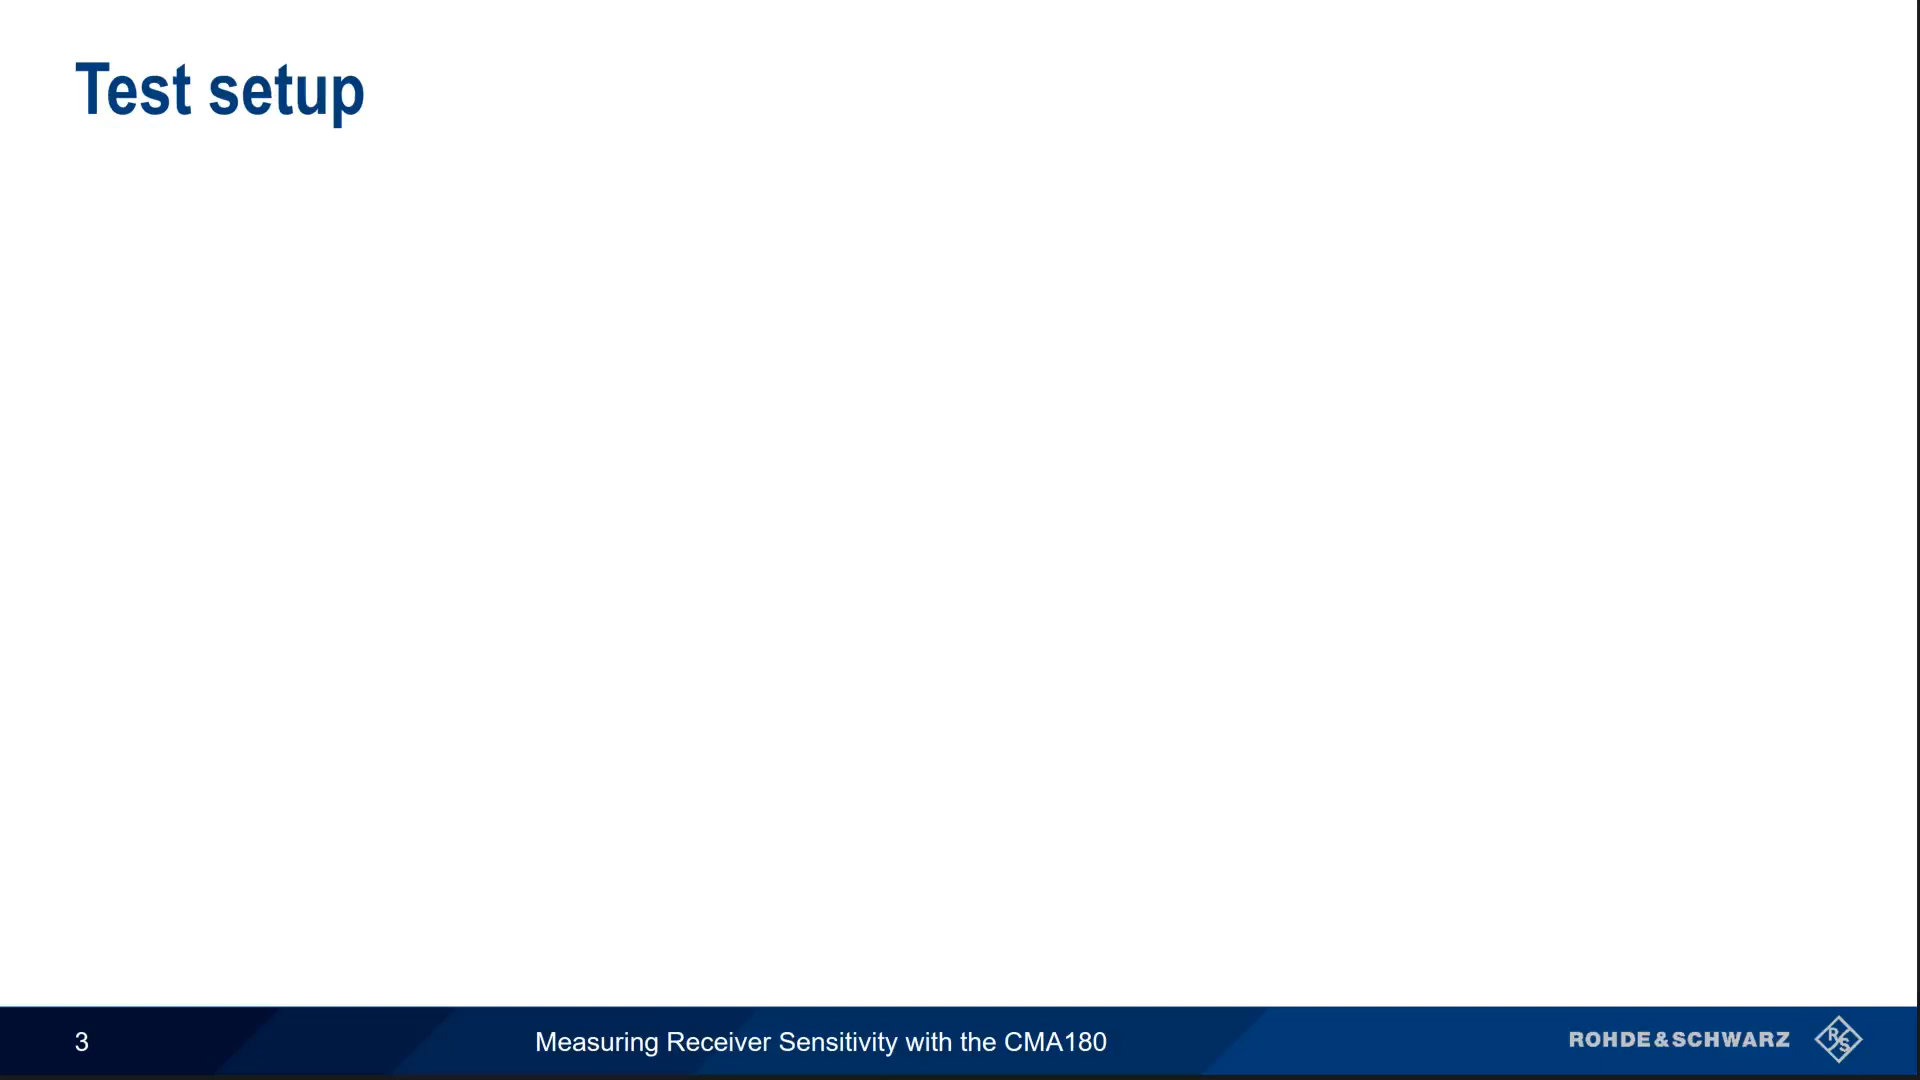 Test setup
3
Measuring Receiver Sensitivity with the CMA180
ROHDE&SCHWARZ
R
S